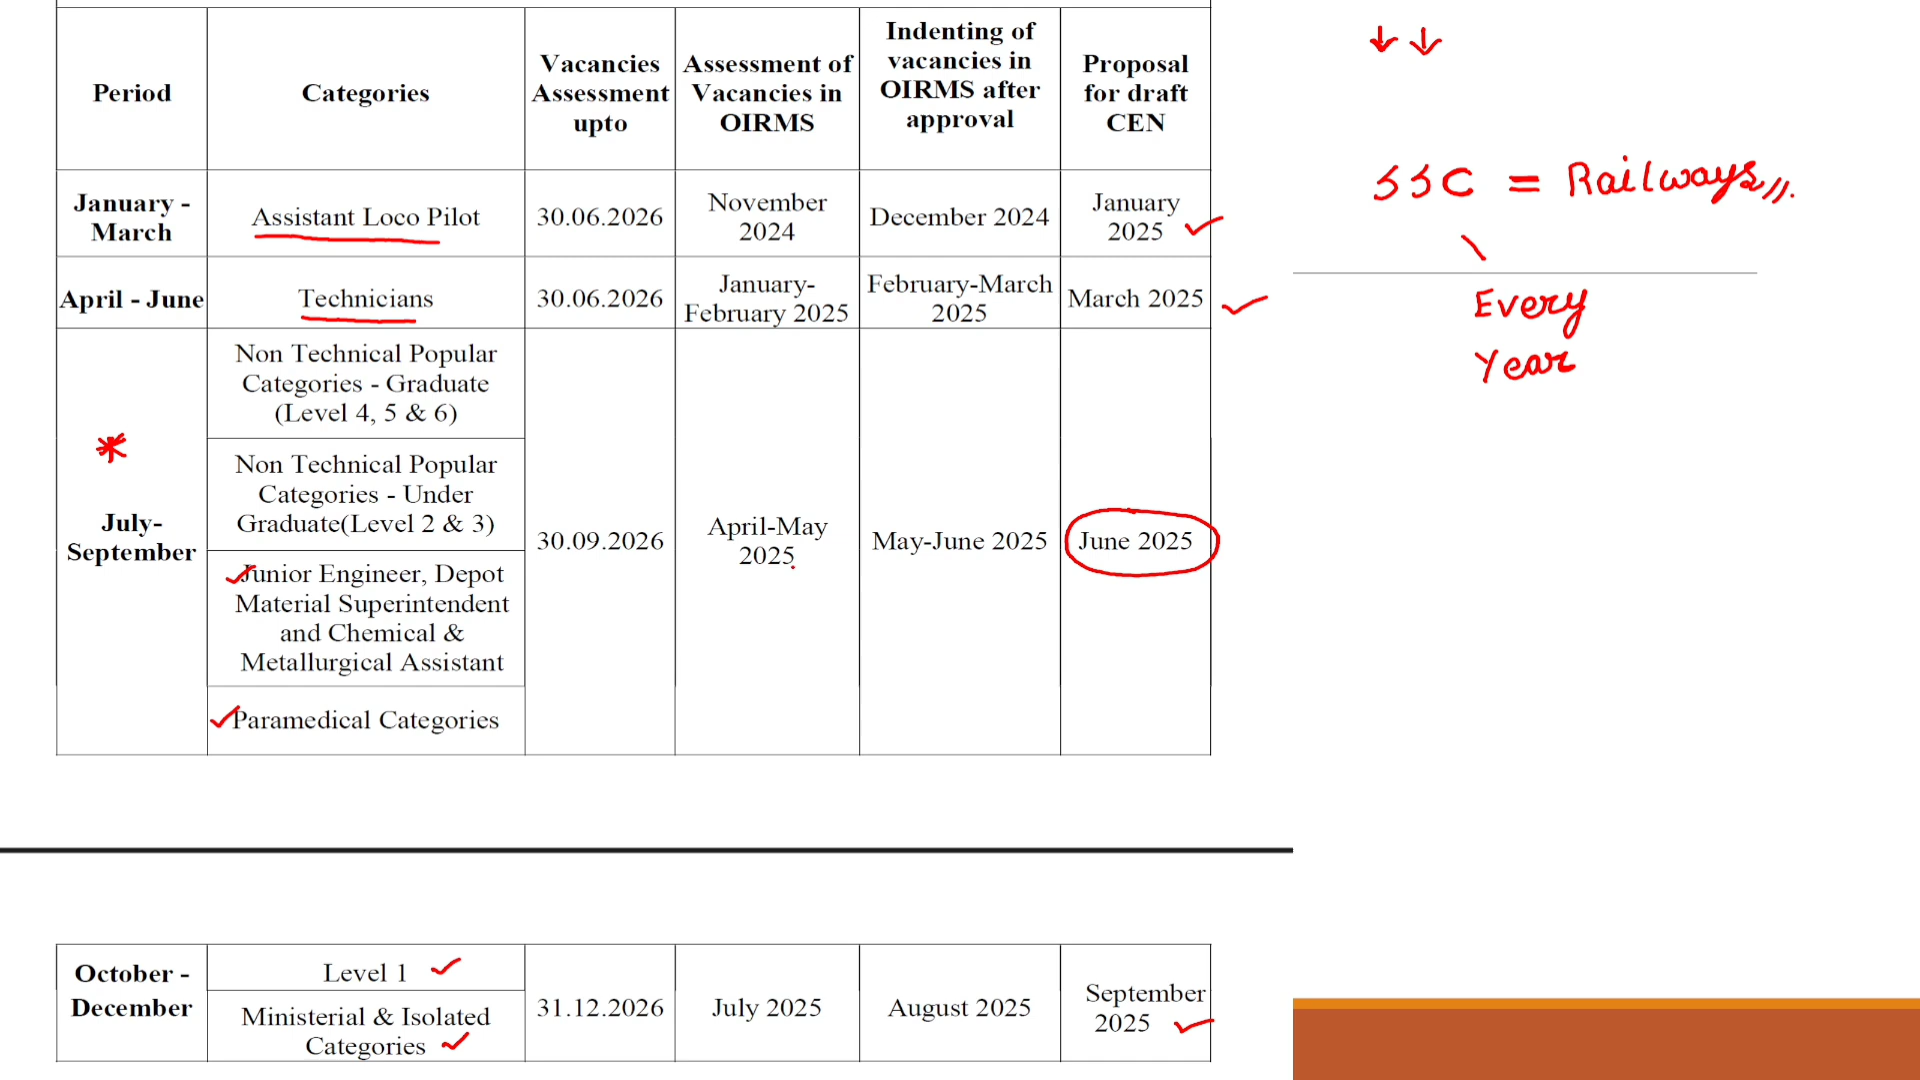 Period
Categories
Vacancies
Assessment
upto
Assessment of
Vacancies in
OIRMS
Indenting of
vacancies in
OIRMS after
approval
Proposal
for draft
CEN
January -
March
Assistant Loco Pilot
30.06.2026
November
2024
December 2024
January
2025
April - June
Technicians
30.06.2026
January-
February 2025
February-March
2025
March 2025
July-
September
Non Technical Popular
Categories - Graduate
(Level 4, 5 & 6)
Non Technical Popular
Categories - Under
Graduate(Level 2 & 3)
Junior Engineer, Depot
Material Superintendent
and Chemical &
Metallurgical Assistant
Paramedical Categories
30.09.2026
April-May
2025
May-June 2025
June 2025
October -
December
Level 1
Ministerial & Isolated
Categories
31.12.2026
July 2025
August 2025
September
2025
SSC = Railways
Every
Year